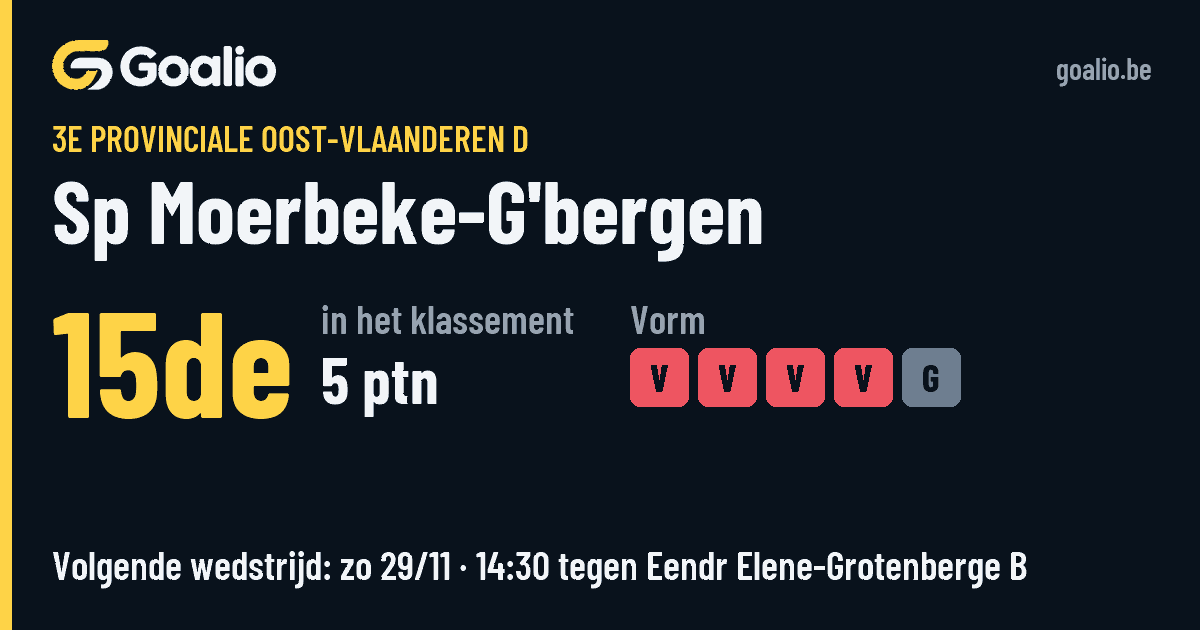 Goalio
goalio.be
3E PROVINCIALE OOST-VLAANDEREN D
Sp Moerbeke-G'bergen
15de
in het klassement
5 ptn
Vorm
V V V V G
Volgende wedstrijd: zo 29/11 · 14:30 tegen Eendr Elene-Grotenberge B